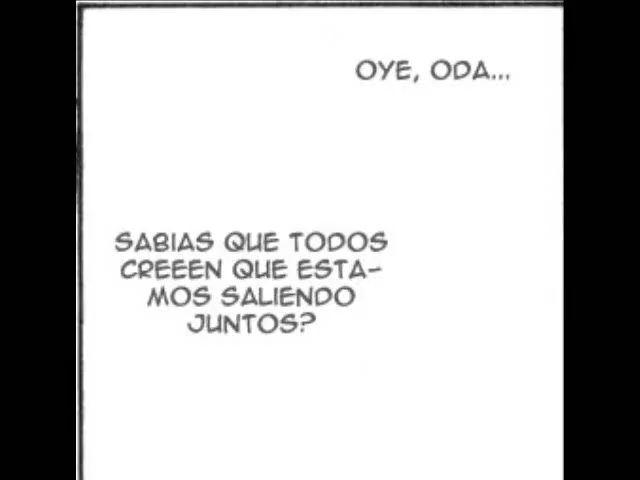 OYE, ODA...
SABIAS QUE TODOS
CREEEN QUE ESTA-
MOS SALIENDO
JUNTOS?